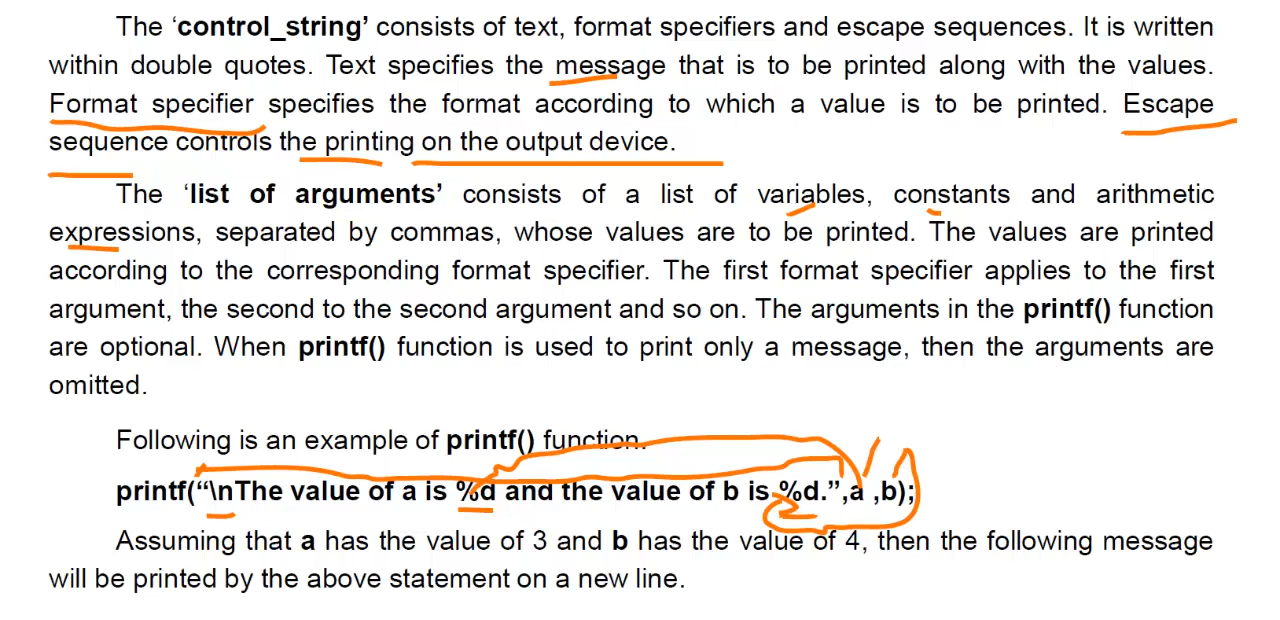 The ‘control_string’ consists of text, format specifiers and escape sequences. It is written
within double quotes. Text specifies the message that is to be printed along with the values.
Format specifier specifies the format according to which a value is to be printed. Escape
sequence controls the printing on the output device.
The ‘list of arguments’ consists of a list of variables, constants and arithmetic
expressions, separated by commas, whose values are to be printed. The values are printed
according to the corresponding format specifier. The first format specifier applies to the first
argument, the second to the second argument and so on. The arguments in the printf() function
are optional. When printf() function is used to print only a message, then the arguments are
omitted.
Following is an example of printf() function.
printf(“\nThe value of a is %d and the value of b is %d.”,a ,b);
Assuming that a has the value of 3 and b has the value of 4, then the following message
will be printed by the above statement on a new line.